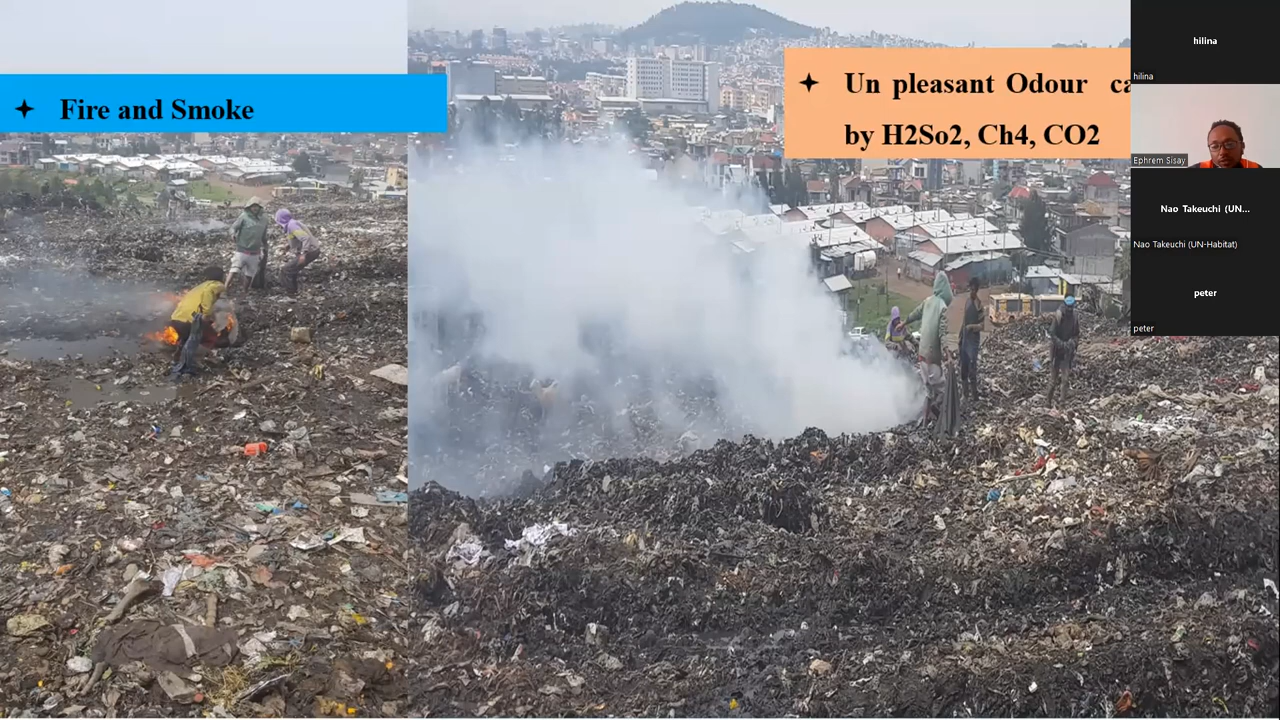 ✦ Fire and Smoke
✦ Un pleasant Odour
by H2So2, Ch4, CO2
hilina
hilina
Ephrem Sisay
Nao Takeuchi (UN...
Nao Takeuchi (UN-Habitat)
peter
peter